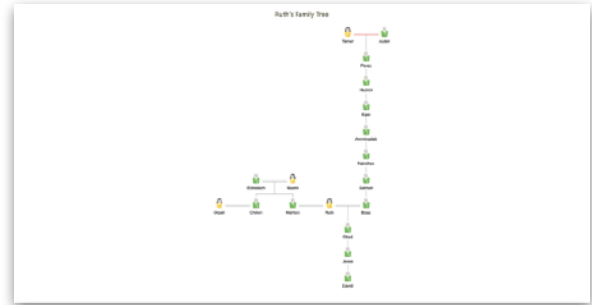 Ruth's Family Tree
Tamar Judah
Perez
Hezron
Ram
Amminadab
Nahshon
Elimelech Naomi Salmon
Orpah Chilion Mahlon Ruth Boaz
Obed
Jesse
David